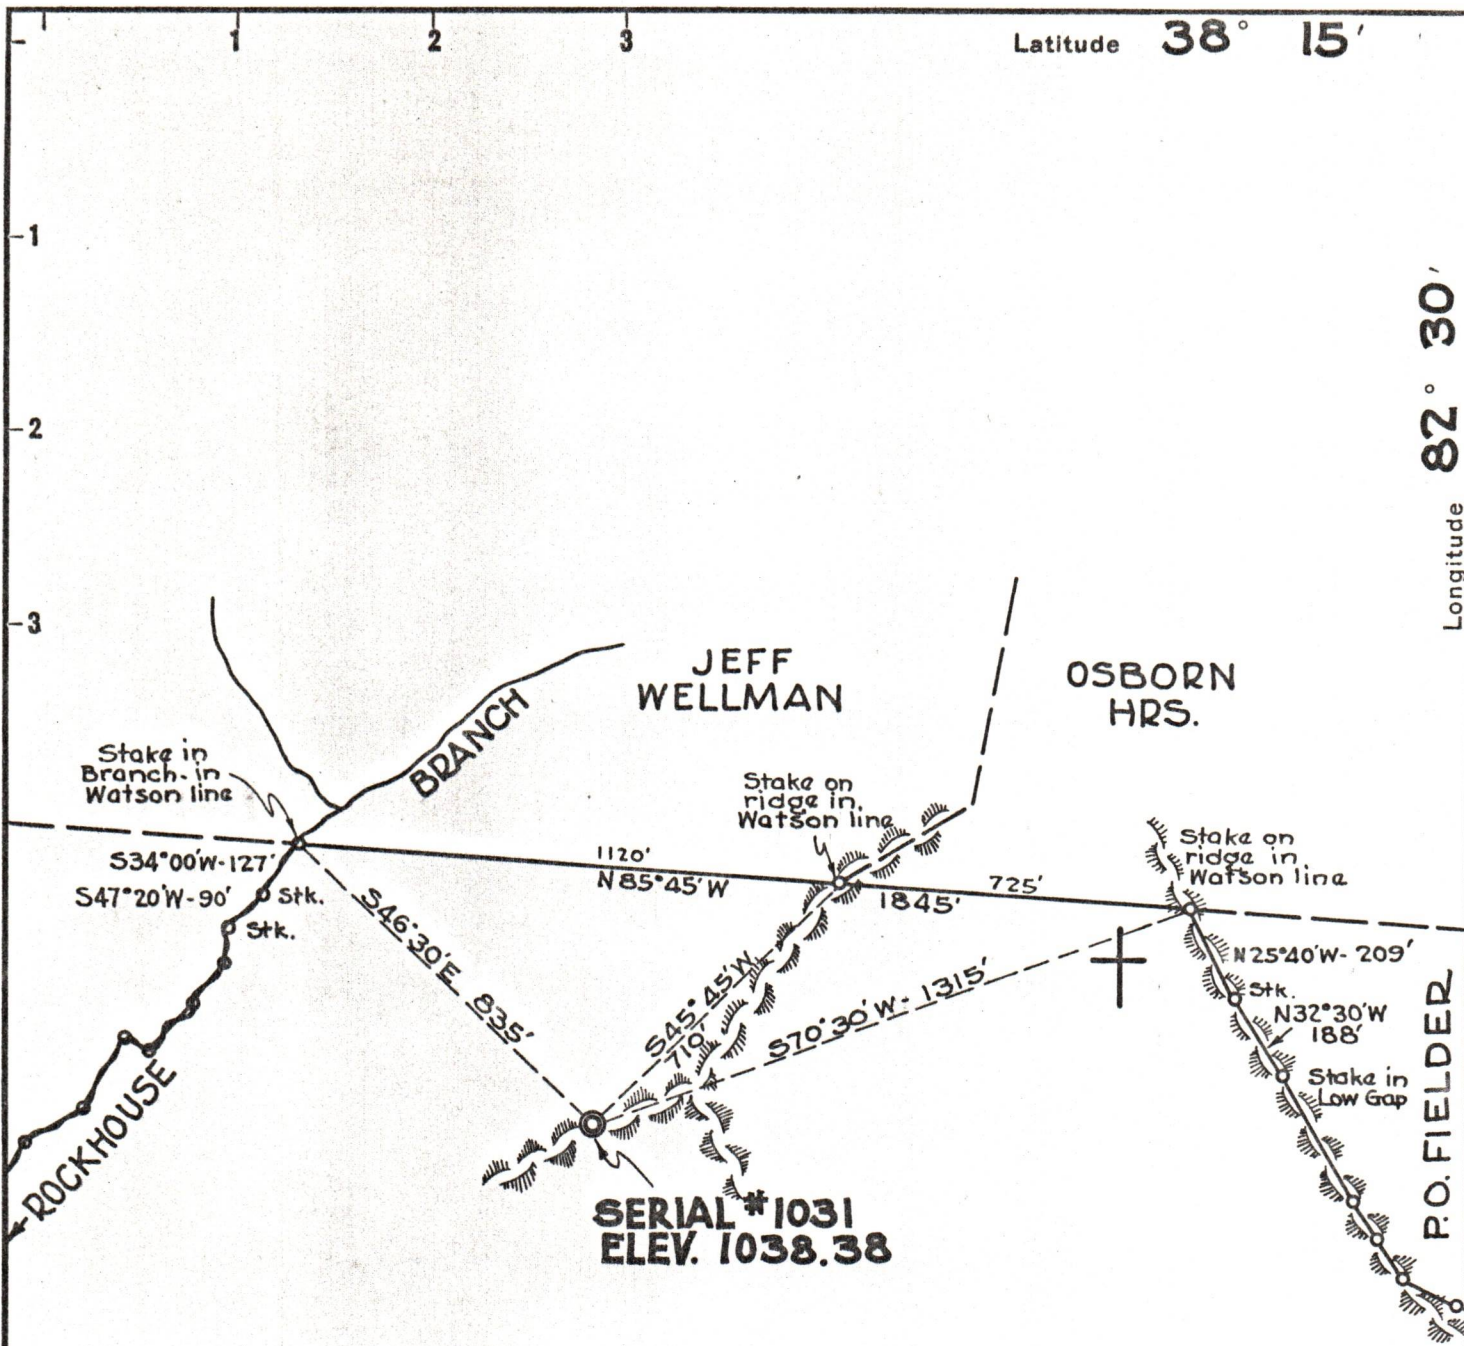 1 2 3
Latitude 38° 15'
1
2
3
Longitude 82° 30'
JEFF
WELLMAN
OSBORN
HRS.
BRANCH
Stake in
Branch-in
Watson line
Stake on
ridge in
Watson line
Stake on
ridge in
Watson line
S34°00'W-127'
S47°20'W-90'
Stk.
Stk.
1120'
N85°45'W
725'
1845'
S46°30'E 835'
S45°45'W
710'
S70°30'W-1315'
N25°40'W-209'
Stk.
N32°30'W
188'
Stake in
Low Gap
P.O. FIELDER
ROCKHOUSE
SERIAL #1031
ELEV. 1038.38